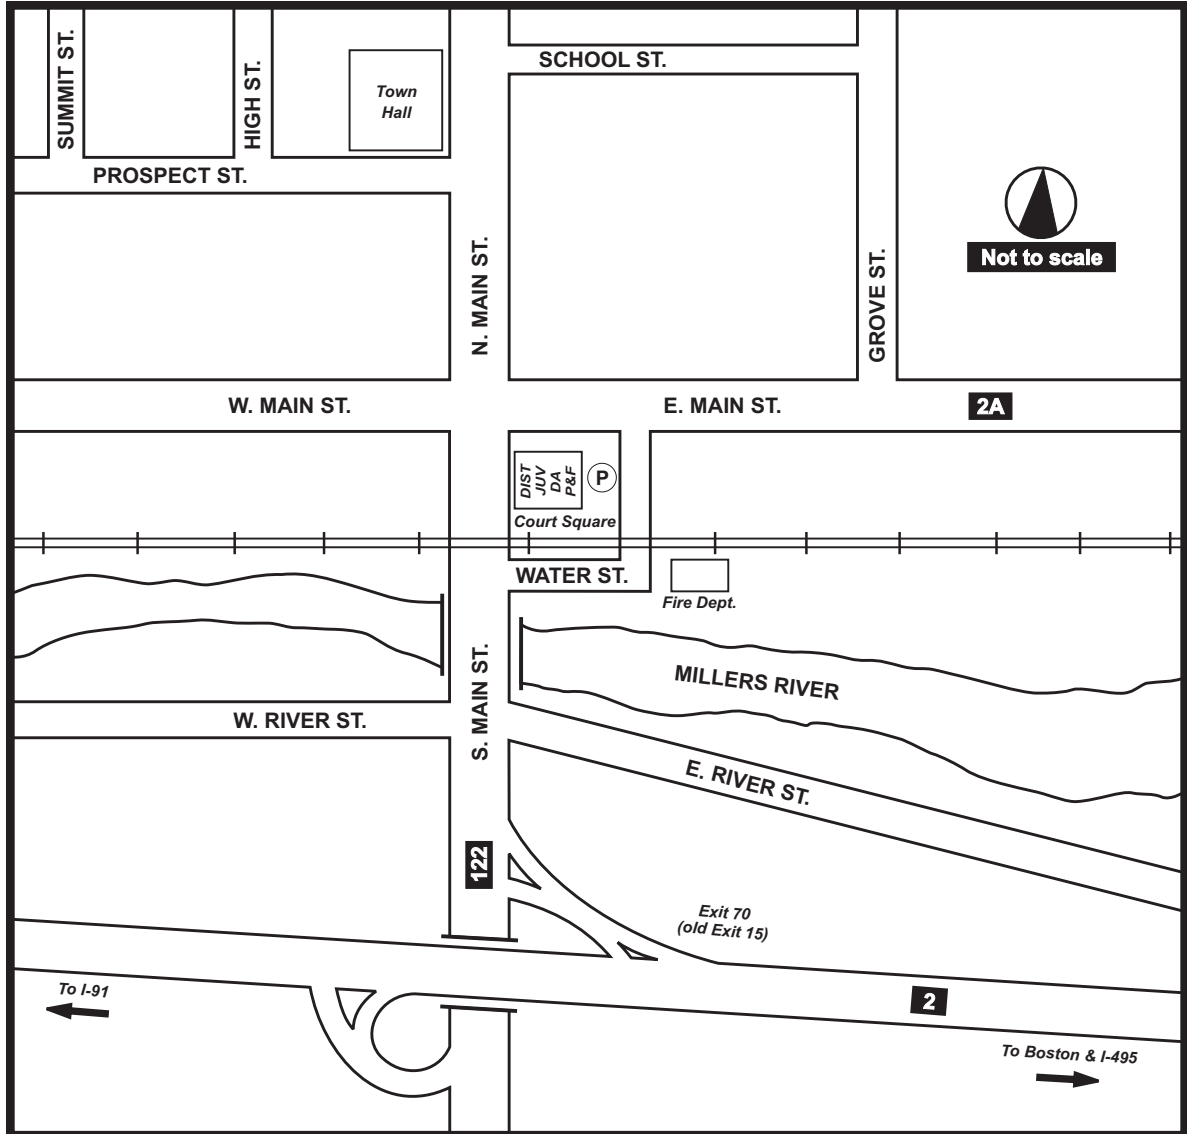 SCHOOL ST.
SUMMIT ST.
HIGH ST.
Town
Hall
PROSPECT ST.
N. MAIN ST.
GROVE ST.
Not to scale
W. MAIN ST.
E. MAIN ST.
2A
DIST
JUV
DA
P&F
P
Court Square
WATER ST.
Fire Dept.
MILLERS RIVER
S. MAIN ST.
W. RIVER ST.
E. RIVER ST.
122
Exit 70
(old Exit 15)
To I-91
2
To Boston & I-495